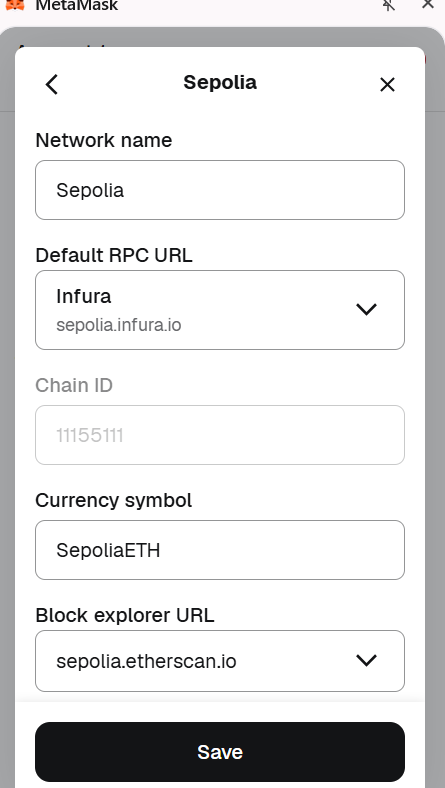 MetaMask
Sepolia
Network name
Sepolia
Default RPC URL
Infura
sepolia.infura.io
Chain ID
11155111
Currency symbol
SepoliaETH
Block explorer URL
sepolia.etherscan.io
Save